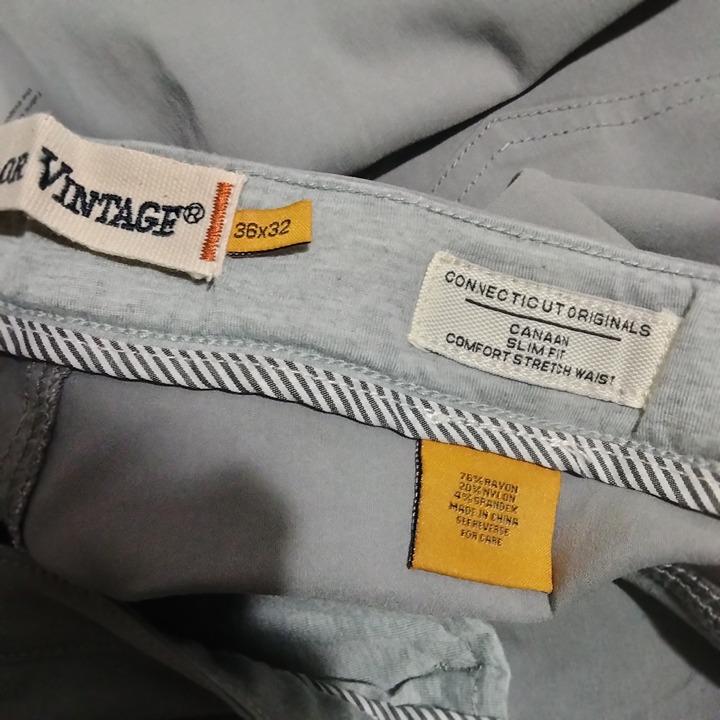 VINTAGE®
36x32
CONNECTICUT ORIGINALS
CANAAN
SLIM FIT
COMFORT STRETCH WAIST
76% RAYON
20% NYLON
4% SPANDEX
MADE IN CHINA
SEE REVERSE
FOR CARE